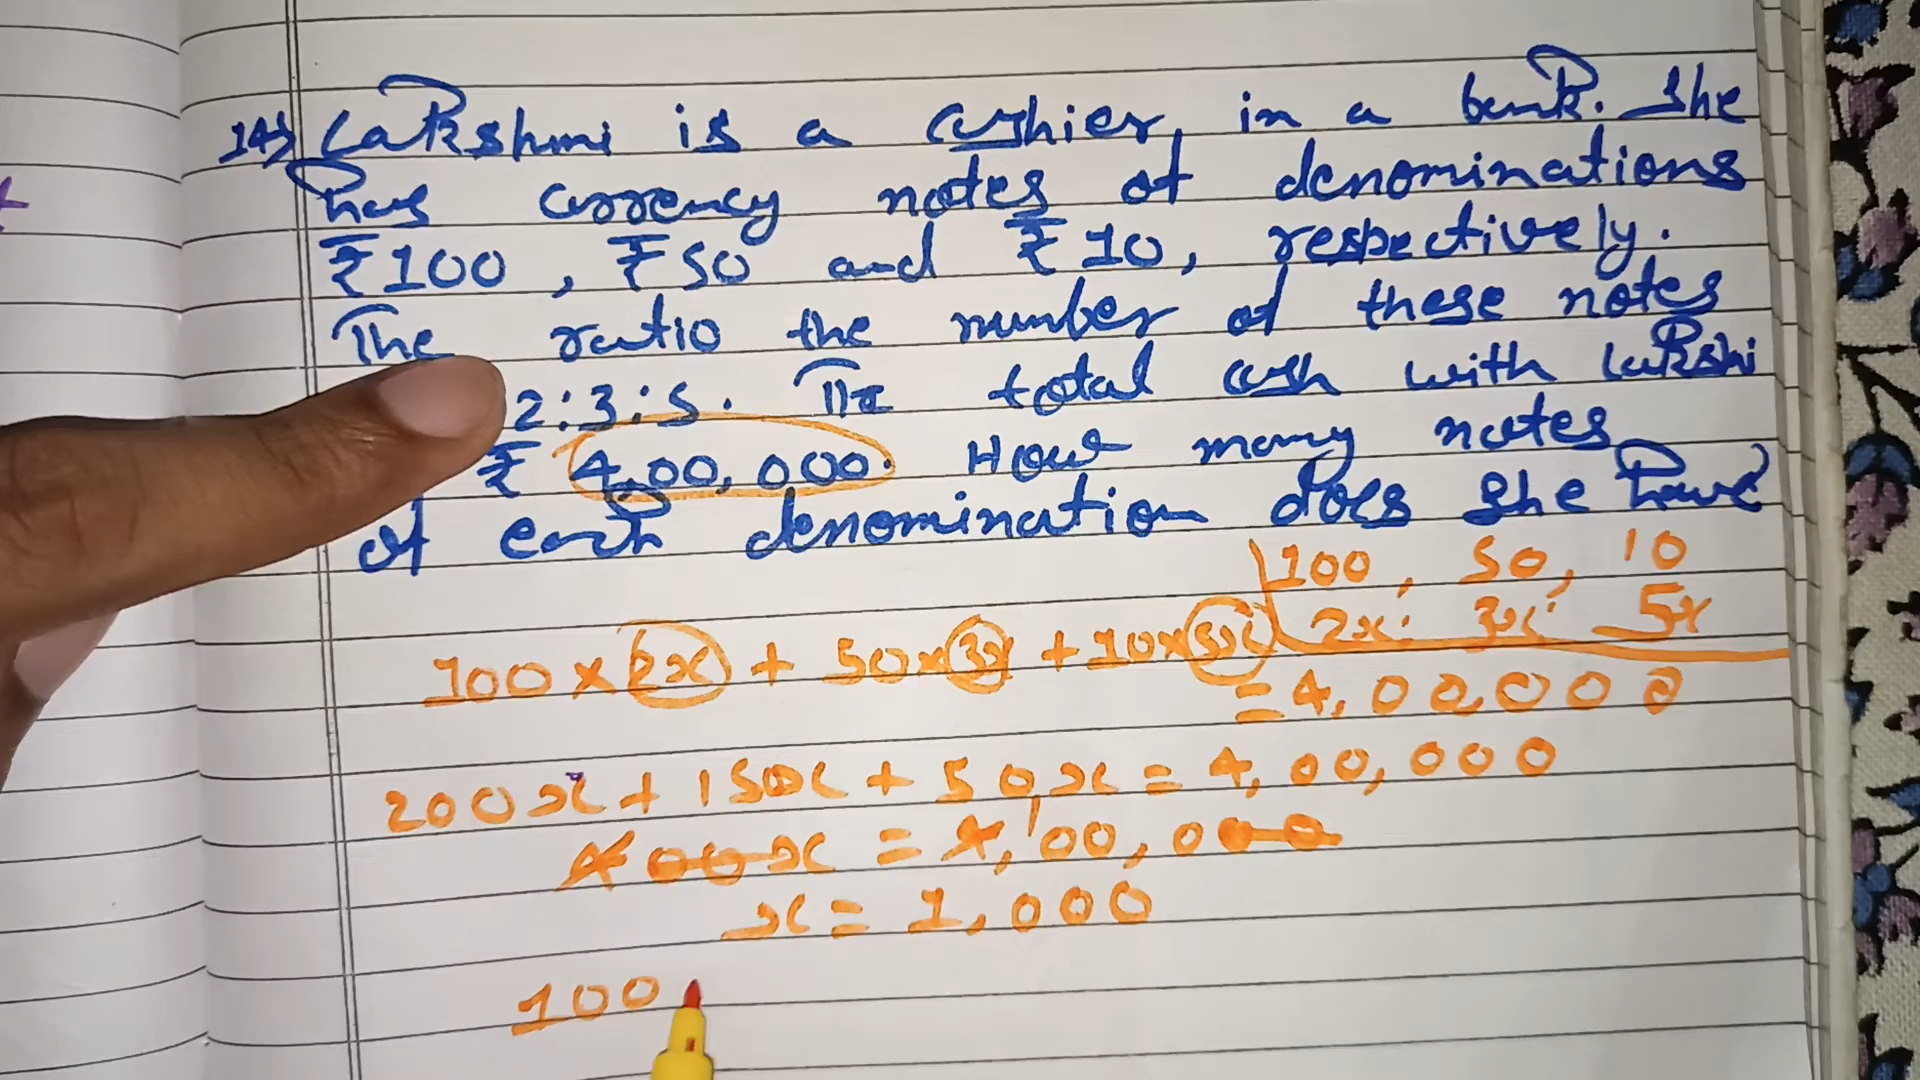 14) Lakshmi is a cashier in a bank. She
has currency notes of denominations
₹100, ₹50 and ₹10, respectively.
The ratio the number of these notes
2:3:5. The total cash with Lakshi
₹ 4,00,000. How many notes
of each denomination does she have
100, 50, 10
2x: 3x: 5x
100 × 2x + 50 × 3x + 10 × 5x
= 4,00,000
200x + 150x + 50x = 4,00,000
400x = 4,00,000
x = 1,000
100